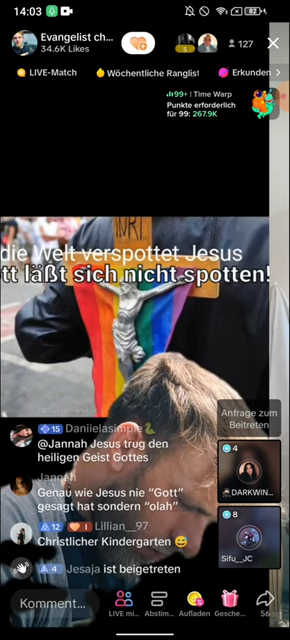 14:03
82
Evangelist ch...
34.6K Likes
5
127
LIVE-Match
Wöchentliche Ranglist
Erkunden
99+ | Time Warp
Punkte erforderlich
für 99: 267.9K
INRI
die Welt verspottet Jesus
tt läßt sich nicht spotten!
Anfrage zum
Beitreten
15 Daniielasimple
@Jannah Jesus trug den
heiligen Geist Gottes
Jannah
Genau wie Jesus nie “Gott”
gesagt hat sondern “olah”
12 I Lillian__97
Christlicher Kindergarten 😅
4 Jesaja ist beigetreten
4
DARKWIN...
8
Sifu__JC
Komment...
LIVE mi...
Abstim...
Aufladen
Gesche...
56